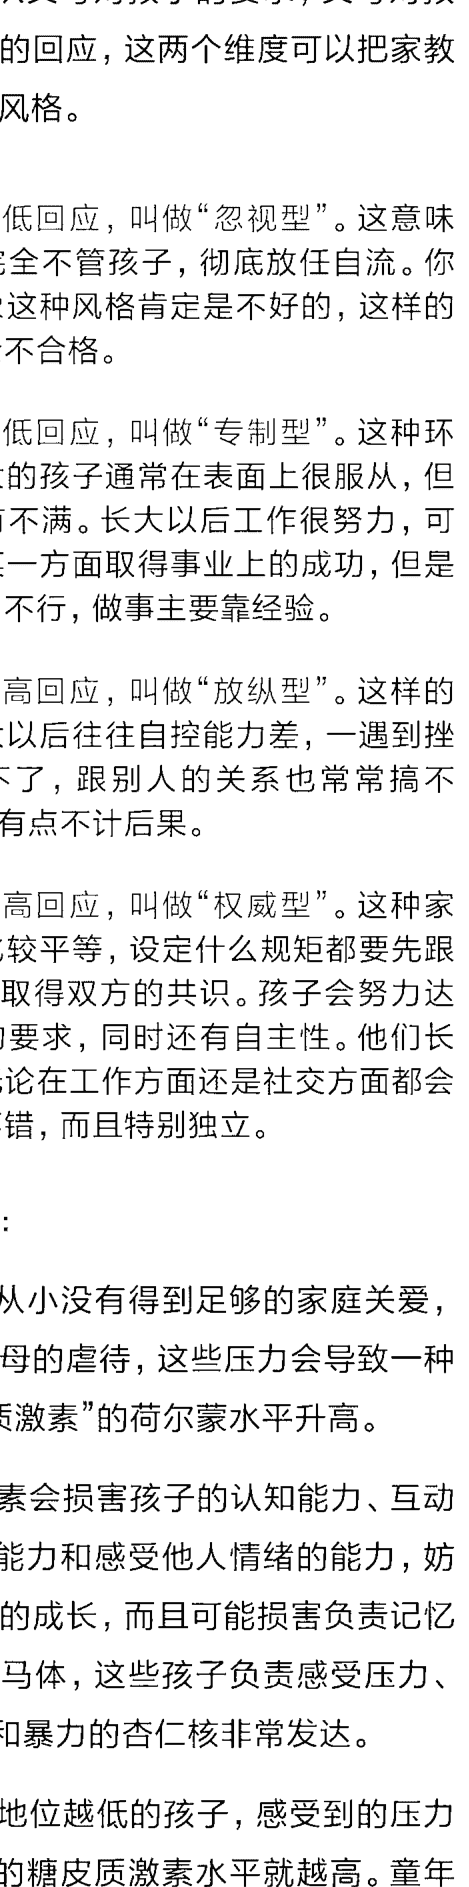 的回应，这两个维度可以把家教
风格。
低回应，叫做“忽视型”。这意味
全不管孩子，彻底放任自流。你
这种风格肯定是不好的，这样的
不合格。
低回应，叫做“专制型”。这种环
的孩子通常在表面上很服从，但
不满。长大以后工作很努力，可
一方面取得事业上的成功，但是
不行，做事主要靠经验。
高回应，叫做“放纵型”。这样的
以后往往自控能力差，一遇到挫
不了，跟别人的关系也常常搞不
有点不计后果。
高回应，叫做“权威型”。这种家
较平等，设定什么规矩都要先跟
取得双方的共识。孩子会努力达
要求，同时还有自主性。他们长
论在工作方面还是社交方面都会
错，而且特别独立。
：
从小没有得到足够的家庭关爱，
母的虐待，这些压力会导致一种
质激素”的荷尔蒙水平升高。
素会损害孩子的认知能力、互动
能力和感受他人情绪的能力，妨
的成长，而且可能损害负责记忆
马体，这些孩子负责感受压力、
和暴力的杏仁核非常发达。
地位越低的孩子，感受到的压力
的糖皮质激素水平就越高。童年